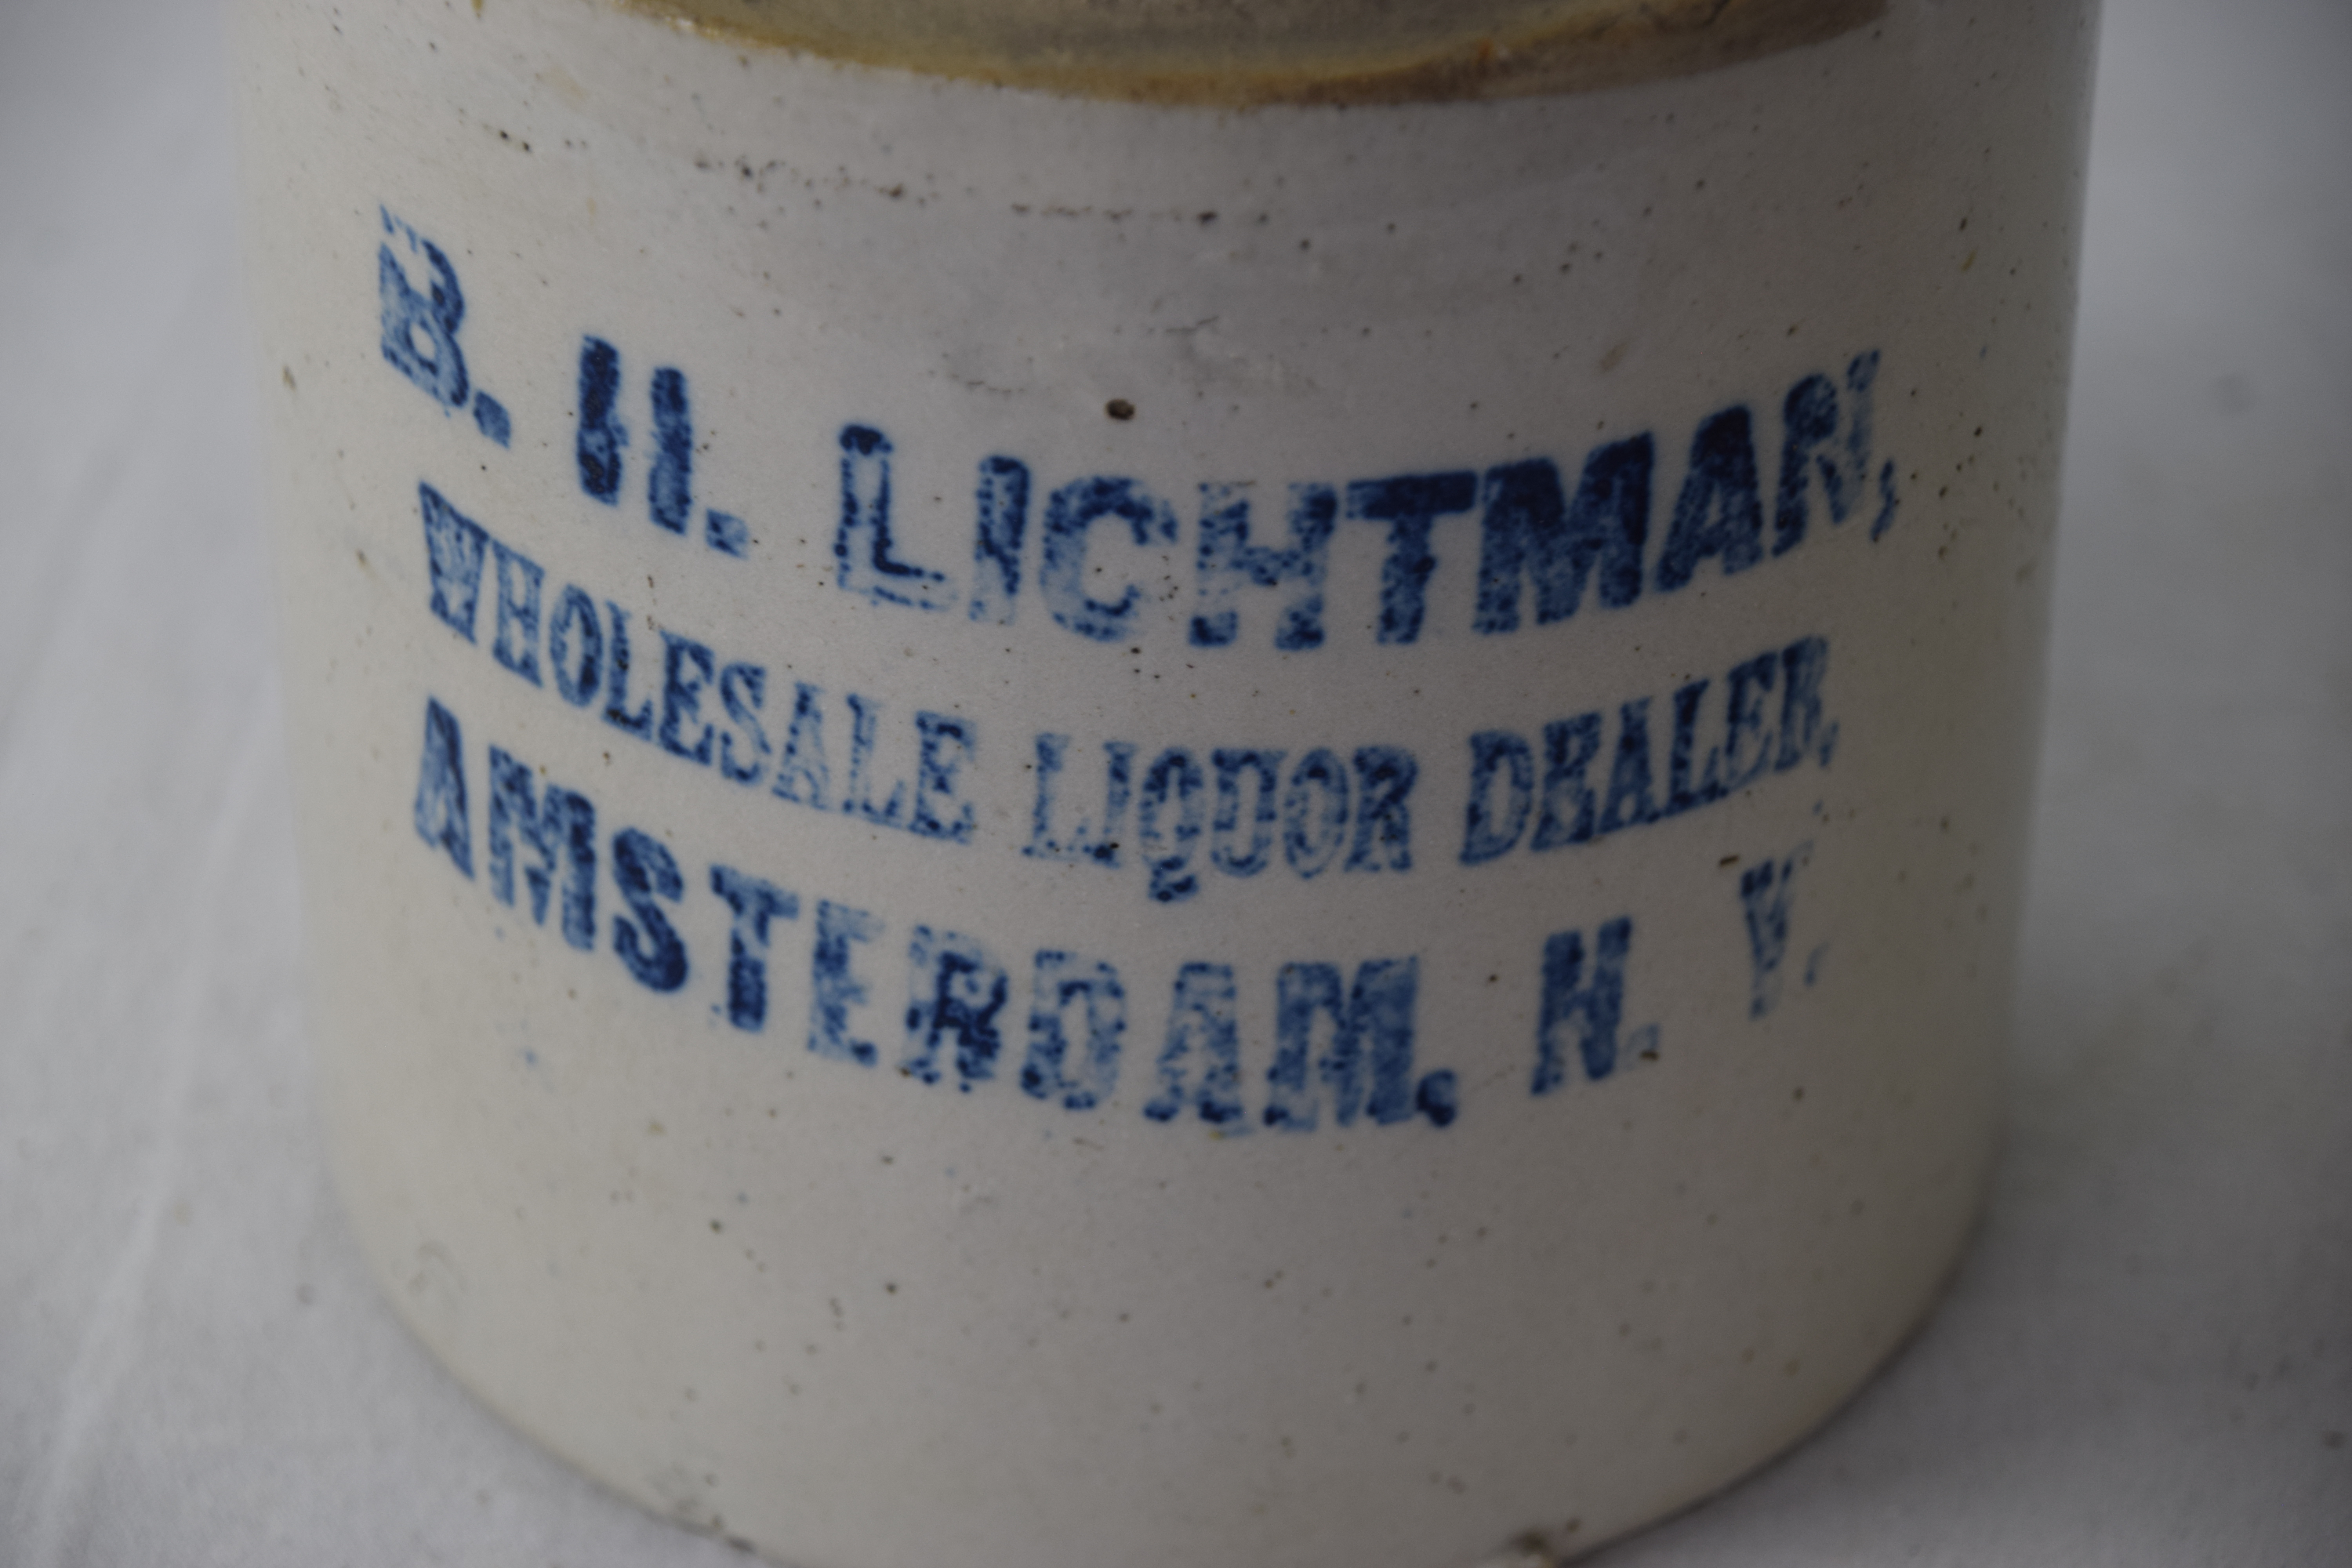 B. H. LICHTMAN,
WHOLESALE LIQUOR DEALER,
AMSTERDAM, N. Y.